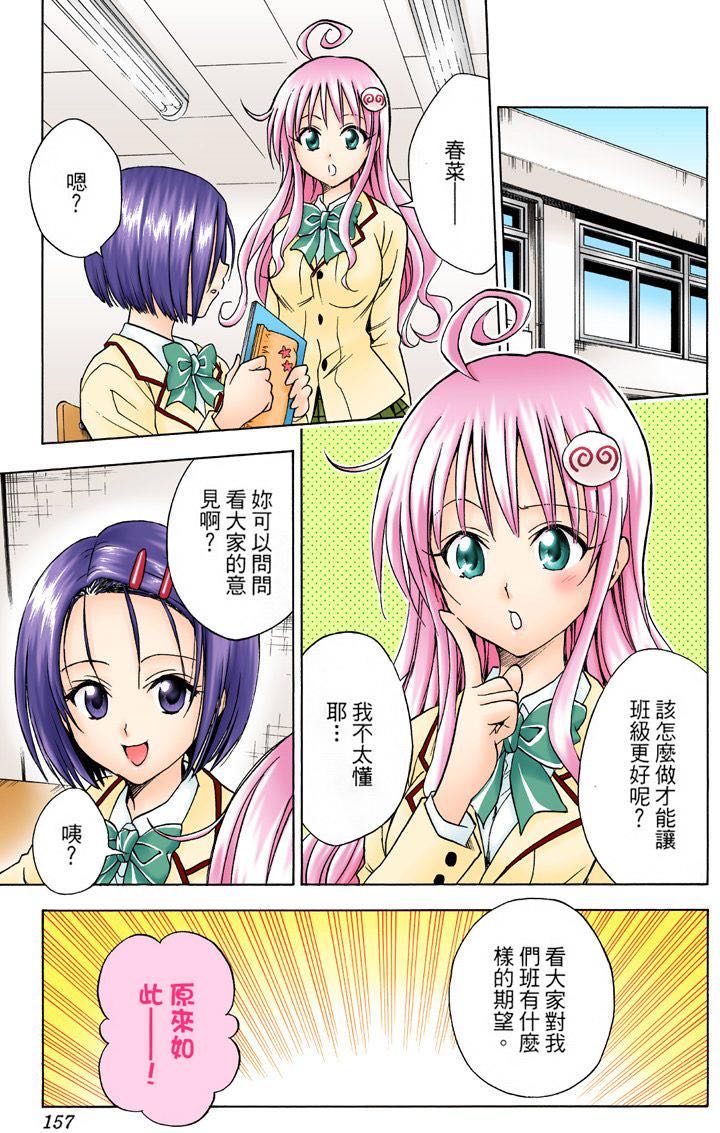 春菜——
嗯？
該怎麼做才能讓
班級更好呢？
我不太懂
耶…
妳可以問問
看大家的意
見啊？
咦？
看大家對我
們班有什麼
樣的期望。
原來如
此——！
157